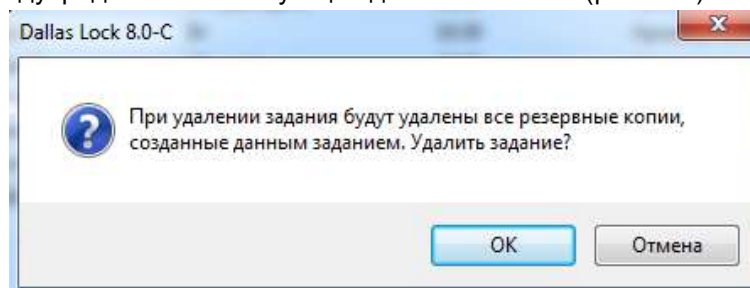 Dallas Lock 8.0-C
При удалении задания будут удалены все резервные копии,
созданные данным заданием. Удалить задание?
OK
Отмена